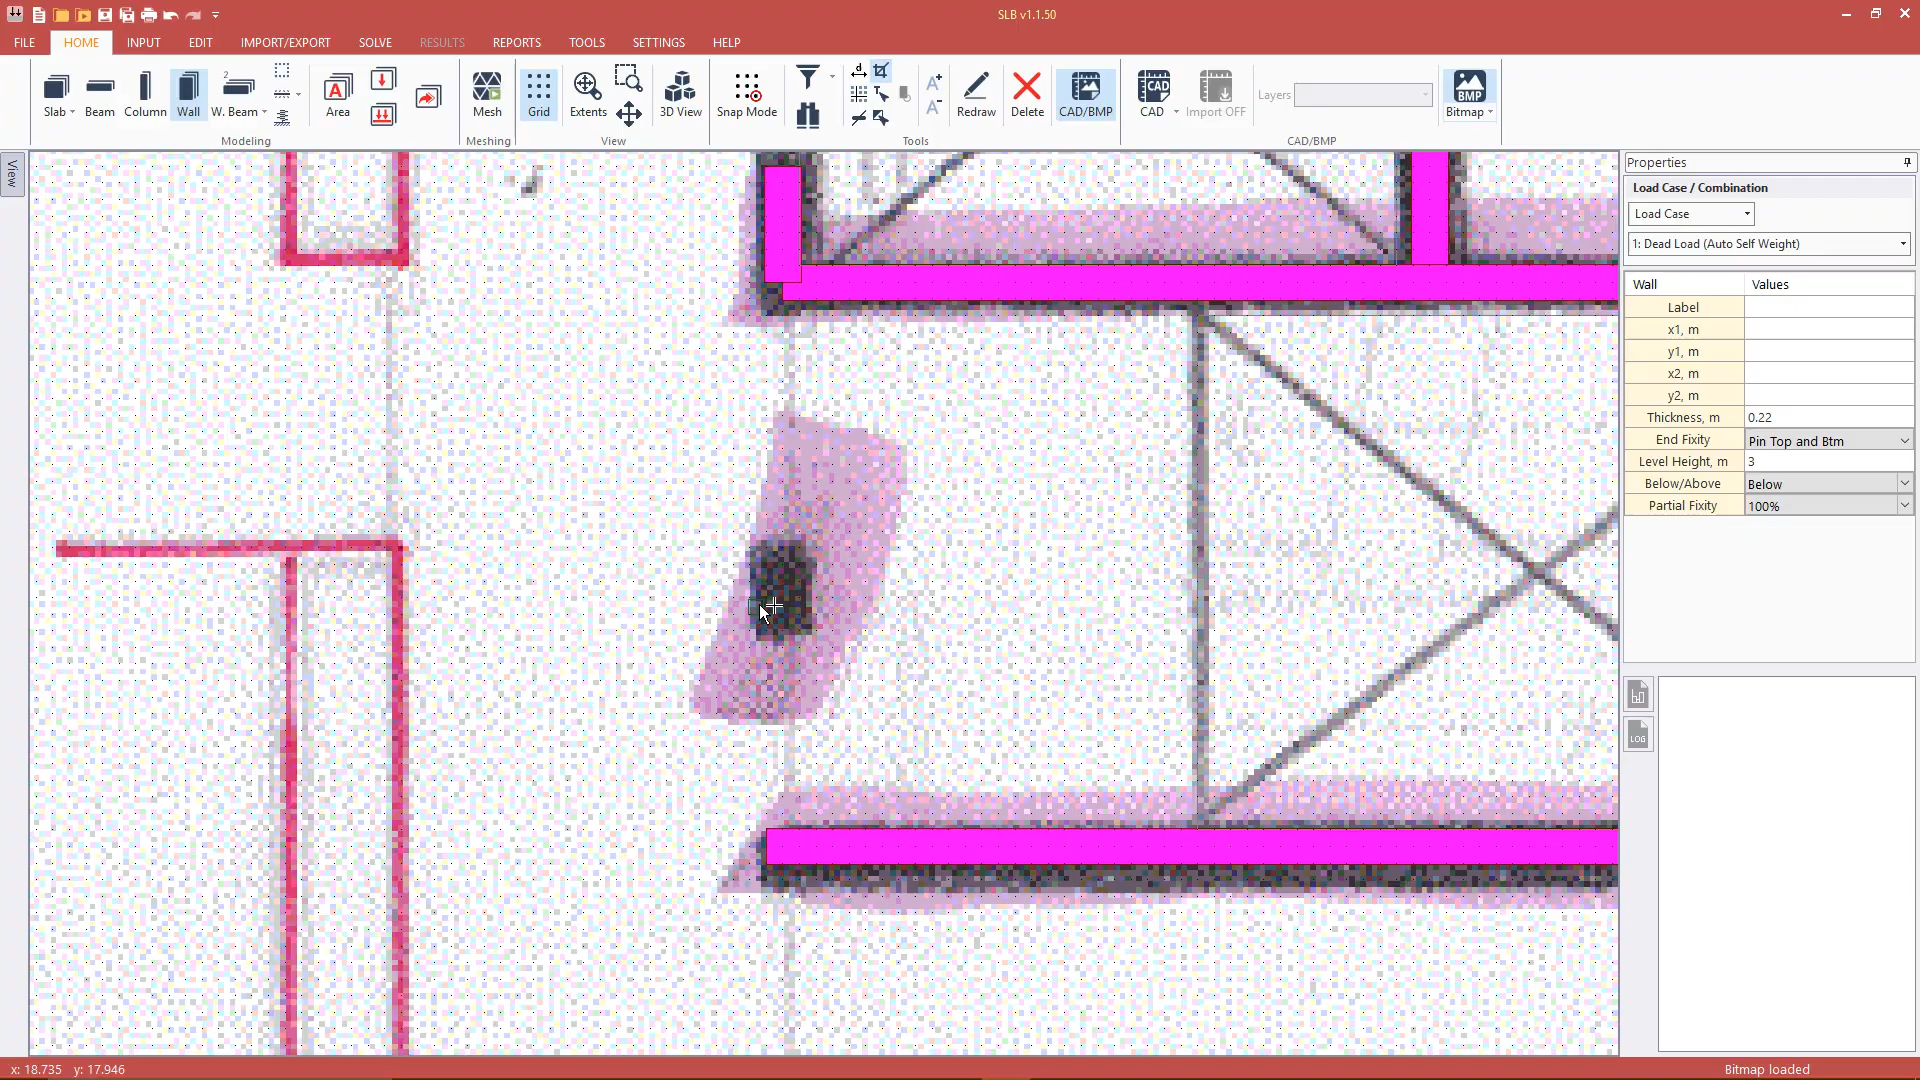 SLB v1.1.50
FILE HOME INPUT EDIT IMPORT/EXPORT SOLVE RESULTS REPORTS TOOLS SETTINGS HELP
Slab Beam Column Wall 2 W. Beam A Area Mesh Grid Extents 3D View Snap Mode A+ A- Redraw Delete CAD/BMP CAD CAD Import OFF Layers BMP Bitmap
Modeling Meshing View Tools CAD/BMP
View
Properties
Load Case / Combination
Load Case
1: Dead Load (Auto Self Weight)
Wall Values
Label
x1, m
y1, m
x2, m
y2, m
Thickness, m 0.22
End Fixity Pin Top and Btm
Level Height, m 3
Below/Above Below
Partial Fixity 100%
LOG
x: 18.735 y: 17.946 Bitmap loaded